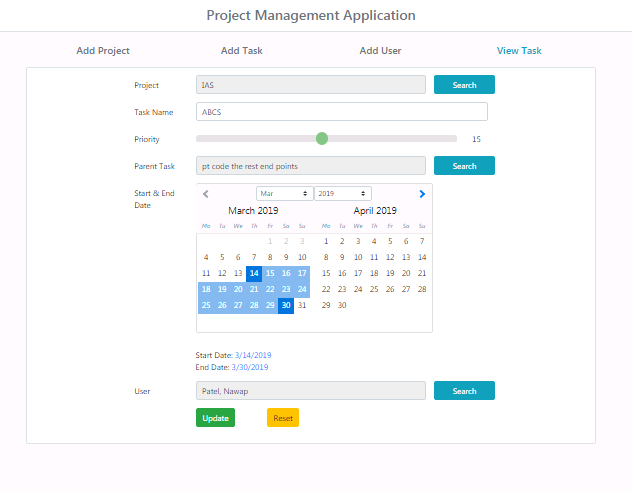 Project Management Application
Add Project Add Task Add User View Task
Project IAS Search
Task Name ABCS
Priority 15
Parent Task pt code the rest end points Search
Start & End Date
Mar 2019
March 2019 April 2019
Mo Tu We Th Fr Sa Su Mo Tu We Th Fr Sa Su
1 2 3 1 2 3 4 5 6 7
4 5 6 7 8 9 10 8 9 10 11 12 13 14
11 12 13 14 15 16 17 15 16 17 18 19 20 21
18 19 20 21 22 23 24 22 23 24 25 26 27 28
25 26 27 28 29 30 31 29 30
Start Date: 3/14/2019
End Date: 3/30/2019
User Patel, Nawap Search
Update Reset